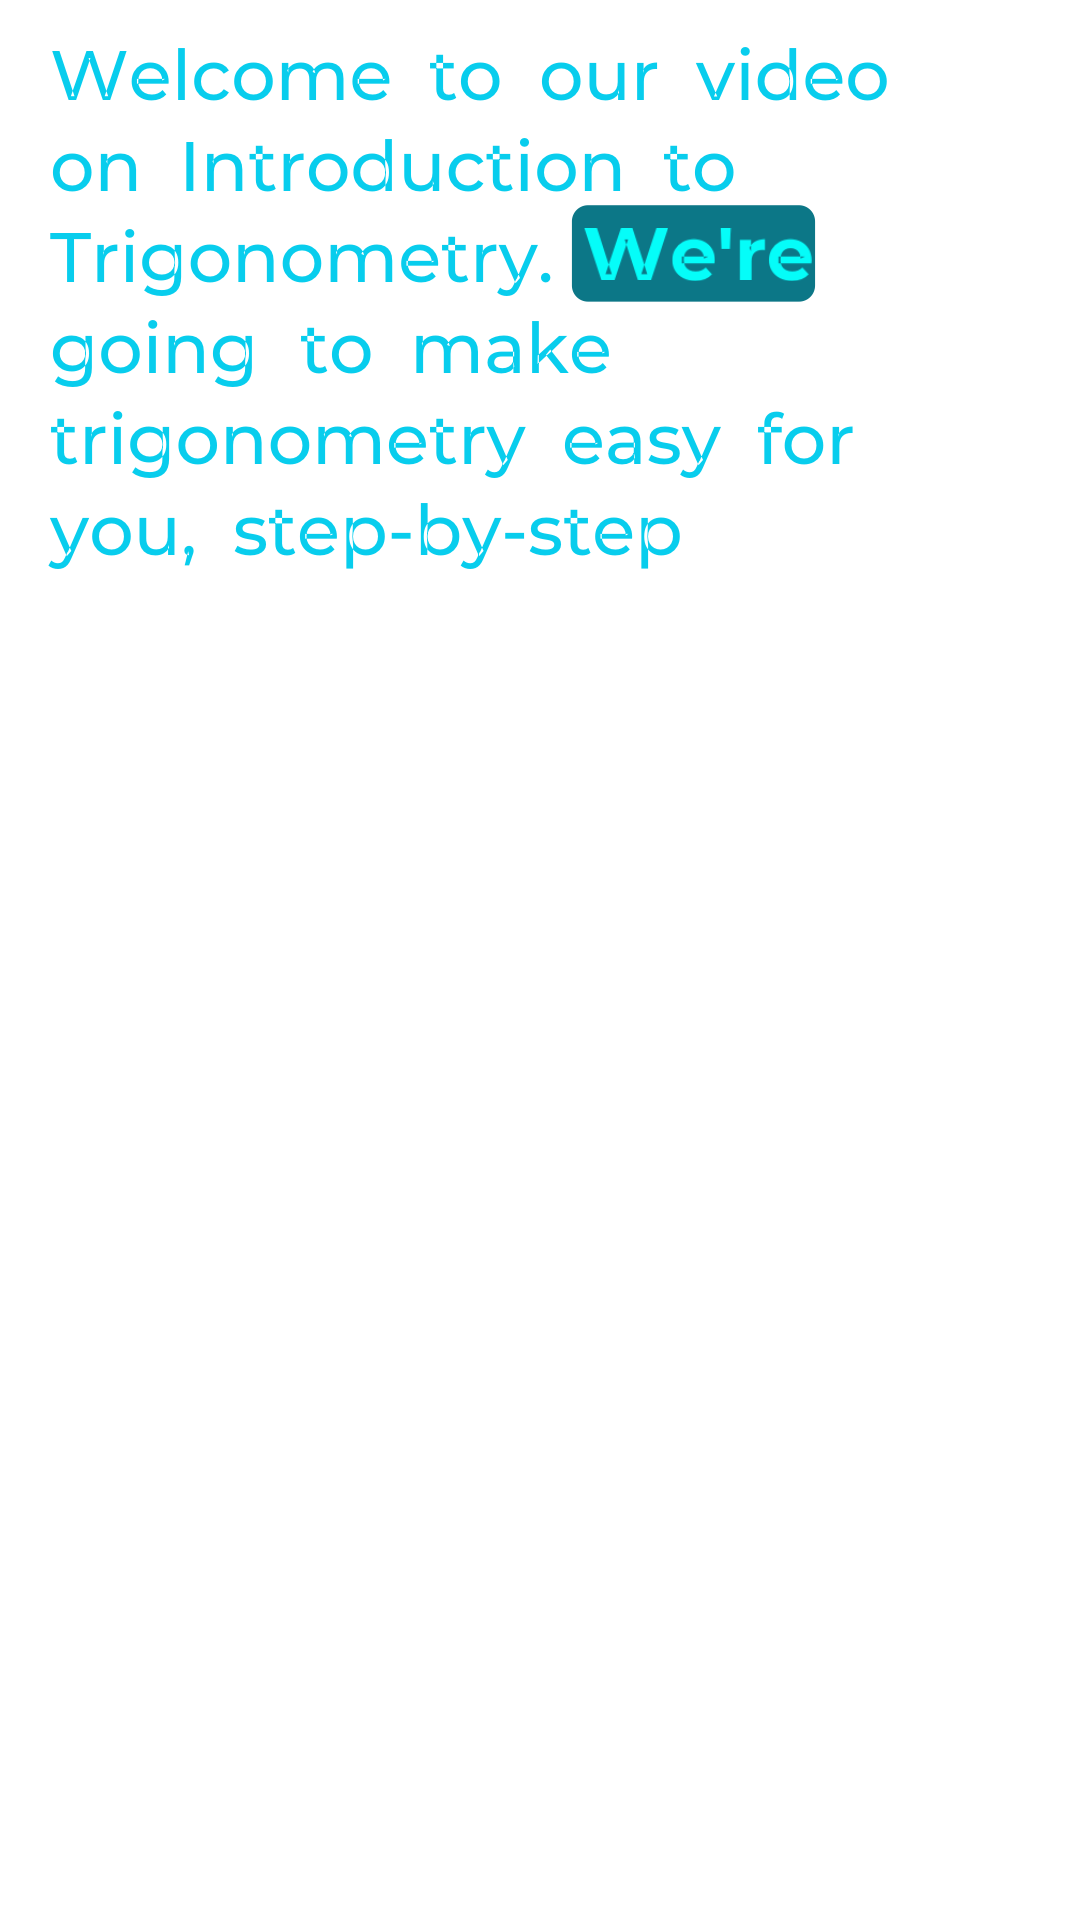 Welcome to our video
on Introduction to
Trigonometry. We're
going to make
trigonometry easy for
you, step-by-step